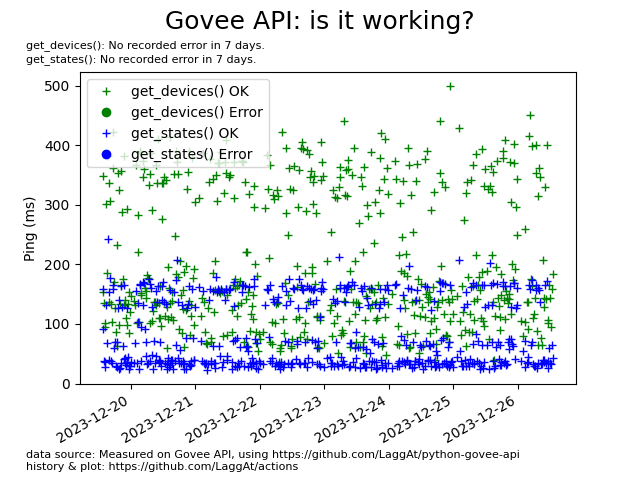 Govee API: is it working?
get_devices(): No recorded error in 7 days.
get_states(): No recorded error in 7 days.
get_devices() OK
get_devices() Error
get_states() OK
get_states() Error
500
400
300
200
100
0
Ping (ms)
2023-12-20
2023-12-21
2023-12-22
2023-12-23
2023-12-24
2023-12-25
2023-12-26
data source: Measured on Govee API, using https://github.com/LaggAt/python-govee-api
history & plot: https://github.com/LaggAt/actions